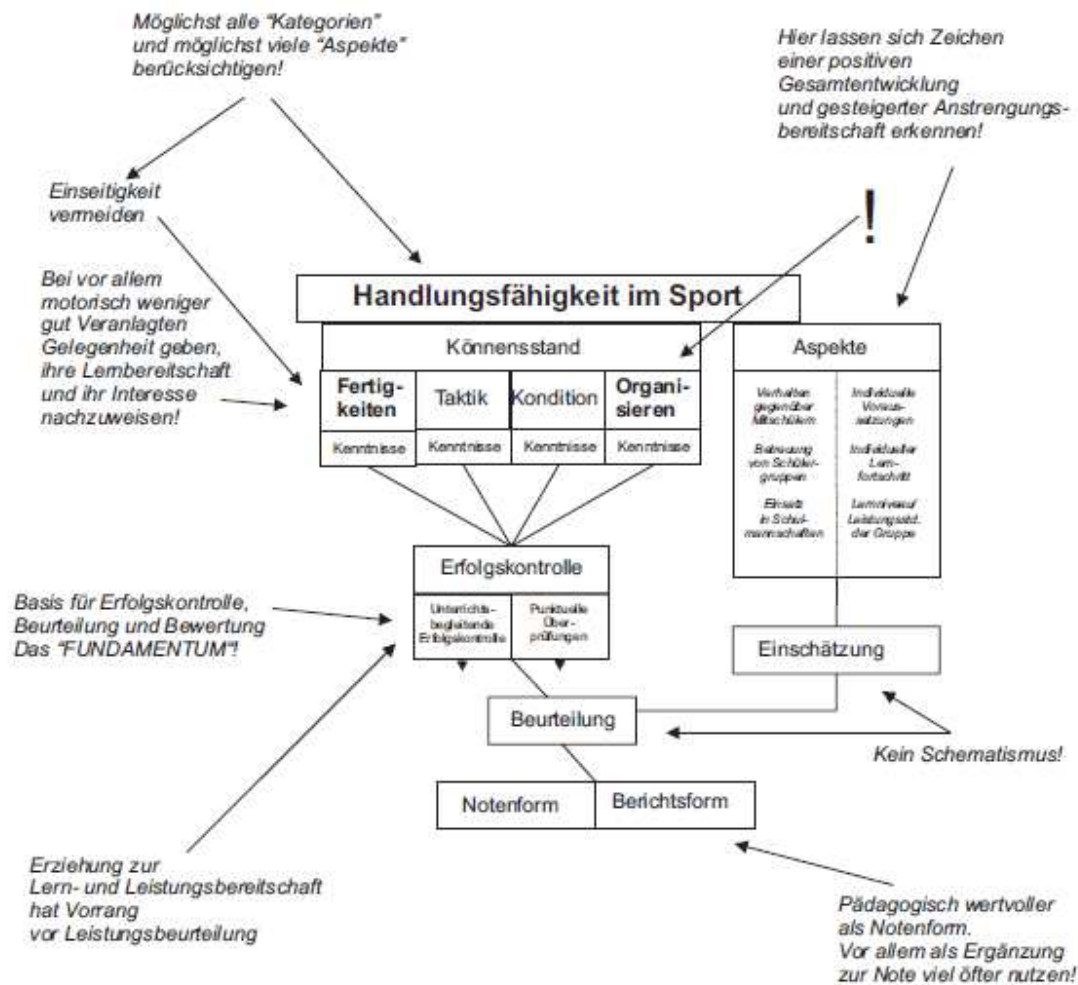 Möglichst alle "Kategorien"
und möglichst viele "Aspekte"
berücksichtigen!
Hier lassen sich Zeichen
einer positiven
Gesamtentwicklung
und gesteigerter Anstrengungs-
bereitschaft erkennen!
Einseitigkeit
vermeiden
!
Bei vor allem
motorisch weniger
gut Veranlagten
Gelegenheit geben,
ihre Lernbereitschaft
und ihr Interesse
nachzuweisen!
Handlungsfähigkeit im Sport
Könnensstand
Fertig-
keiten
Taktik
Kondition
Organi-
sieren
Kenntnisse
Kenntnisse
Kenntnisse
Kenntnisse
Aspekte
Verhalten
gegenüber
Mitschülern
Individuelle
Voraus-
setzungen
Betreuung
von Schüler-
gruppen
Individueller
Lern-
fortschritt
Einsatz
in Schul-
mannschaften
Lernniveau/
Leistungsstd.
der Gruppe
Erfolgskontrolle
Unterrichts-
begleitende
Erfolgskontrolle
Punktuelle
Über-
prüfungen
Basis für Erfolgskontrolle,
Beurteilung und Bewertung
Das "FUNDAMENTUM"!
Einschätzung
Beurteilung
Kein Schematismus!
Notenform
Berichtsform
Erziehung zur
Lern- und Leistungsbereitschaft
hat Vorrang
vor Leistungsbeurteilung
Pädagogisch wertvoller
als Notenform.
Vor allem als Ergänzung
zur Note viel öfter nutzen!